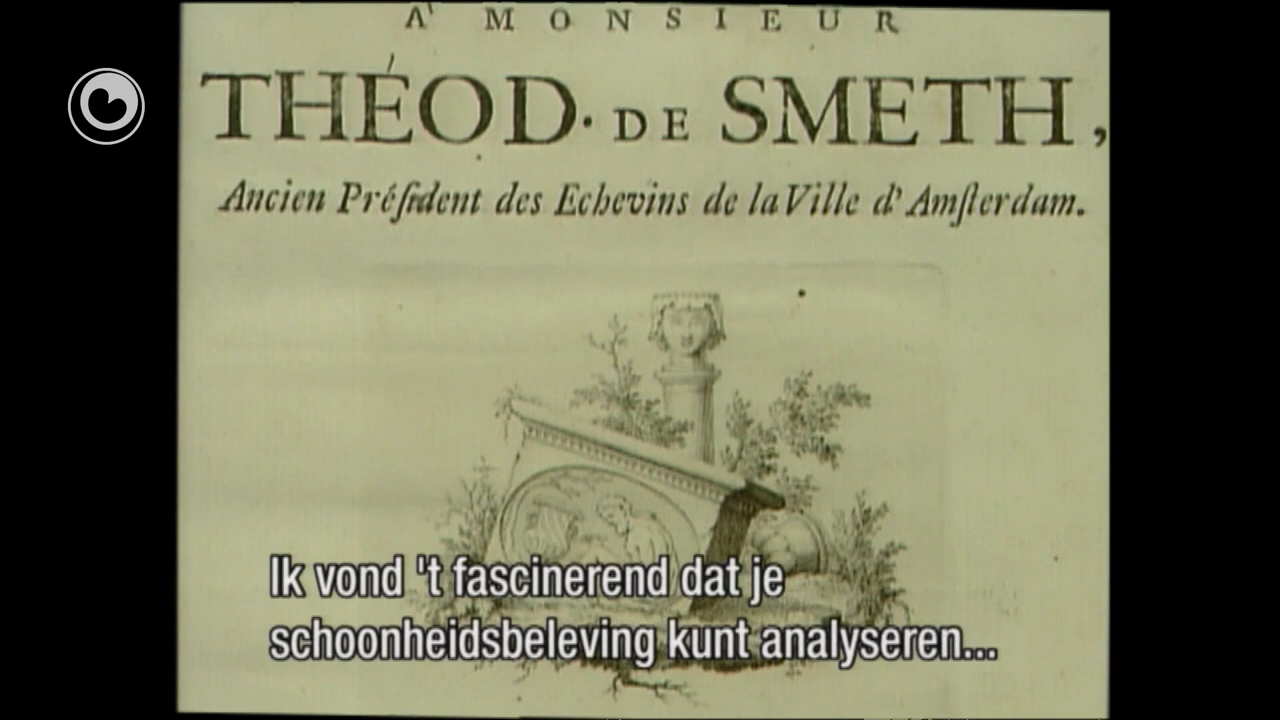 A' MONSIEUR
THÉOD. DE SMETH,
Ancien Préſident des Echevins de la Ville d' Amſterdam.
Ik vond 't fascinerend dat je
schoonheidsbeleving kunt analyseren...